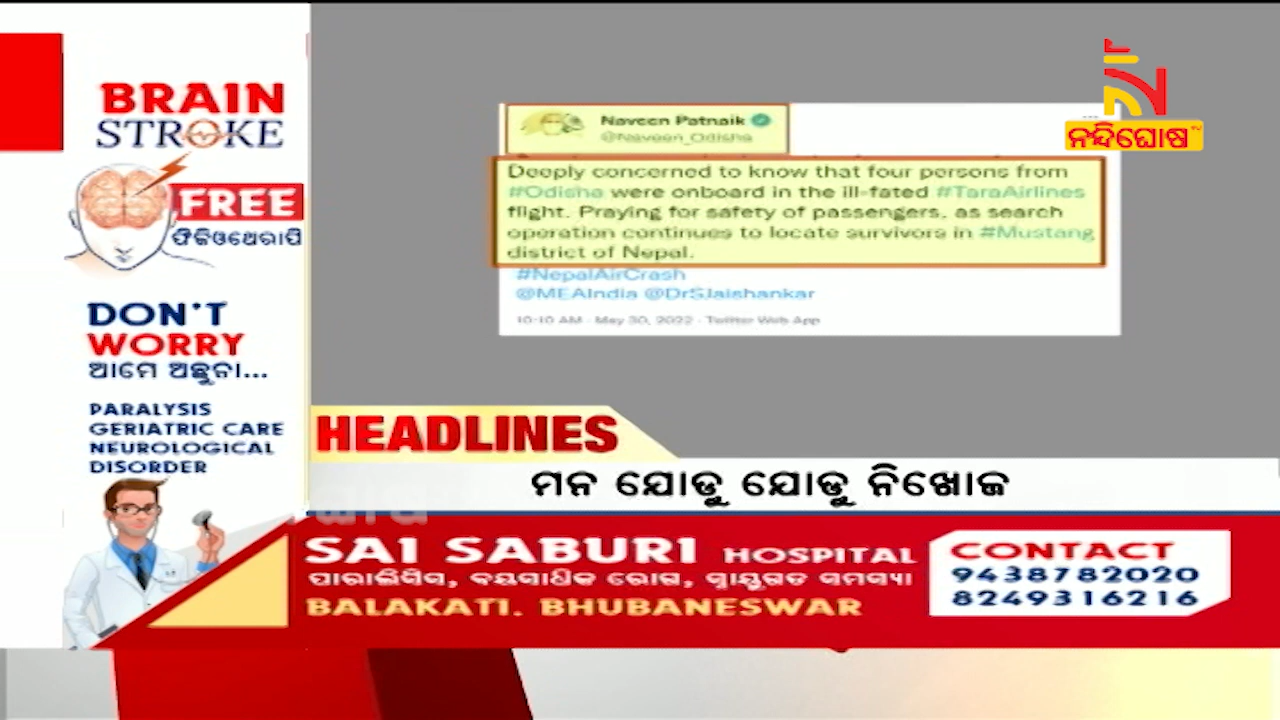 BRAIN
STROKE
FREE
ଫିଜିଓଥେରାପି
DON'T
WORRY
ଆମେ ଅଛୁନା...
PARALYSIS
GERIATRIC CARE
NEUROLOGICAL
DISORDER
ନନ୍ଦିଘୋଷ TV
Naveen Patnaik
@Naveen_Odisha
Deeply concerned to know that four persons from
#Odisha were onboard in the ill-fated #TaraAirlines
flight. Praying for safety of passengers, as search
operation continues to locate survivors in #Mustang
district of Nepal.
#NepalAirCrash
@MEAIndia @DrSJaishankar
10:10 AM · May 30, 2022 · Twitter Web App
HEADLINES
ମନ ଯୋଡୁ ଯୋଡୁ ନିଖୋଜ
SAI SABURI HOSPITAL
ପାରାଲିସିସ, ବୟସାଧିକ ରୋଗ, ସ୍ନାୟୁଗତ ସମସ୍ୟା
BALAKATI, BHUBANESWAR
CONTACT
9438782020
8249316216